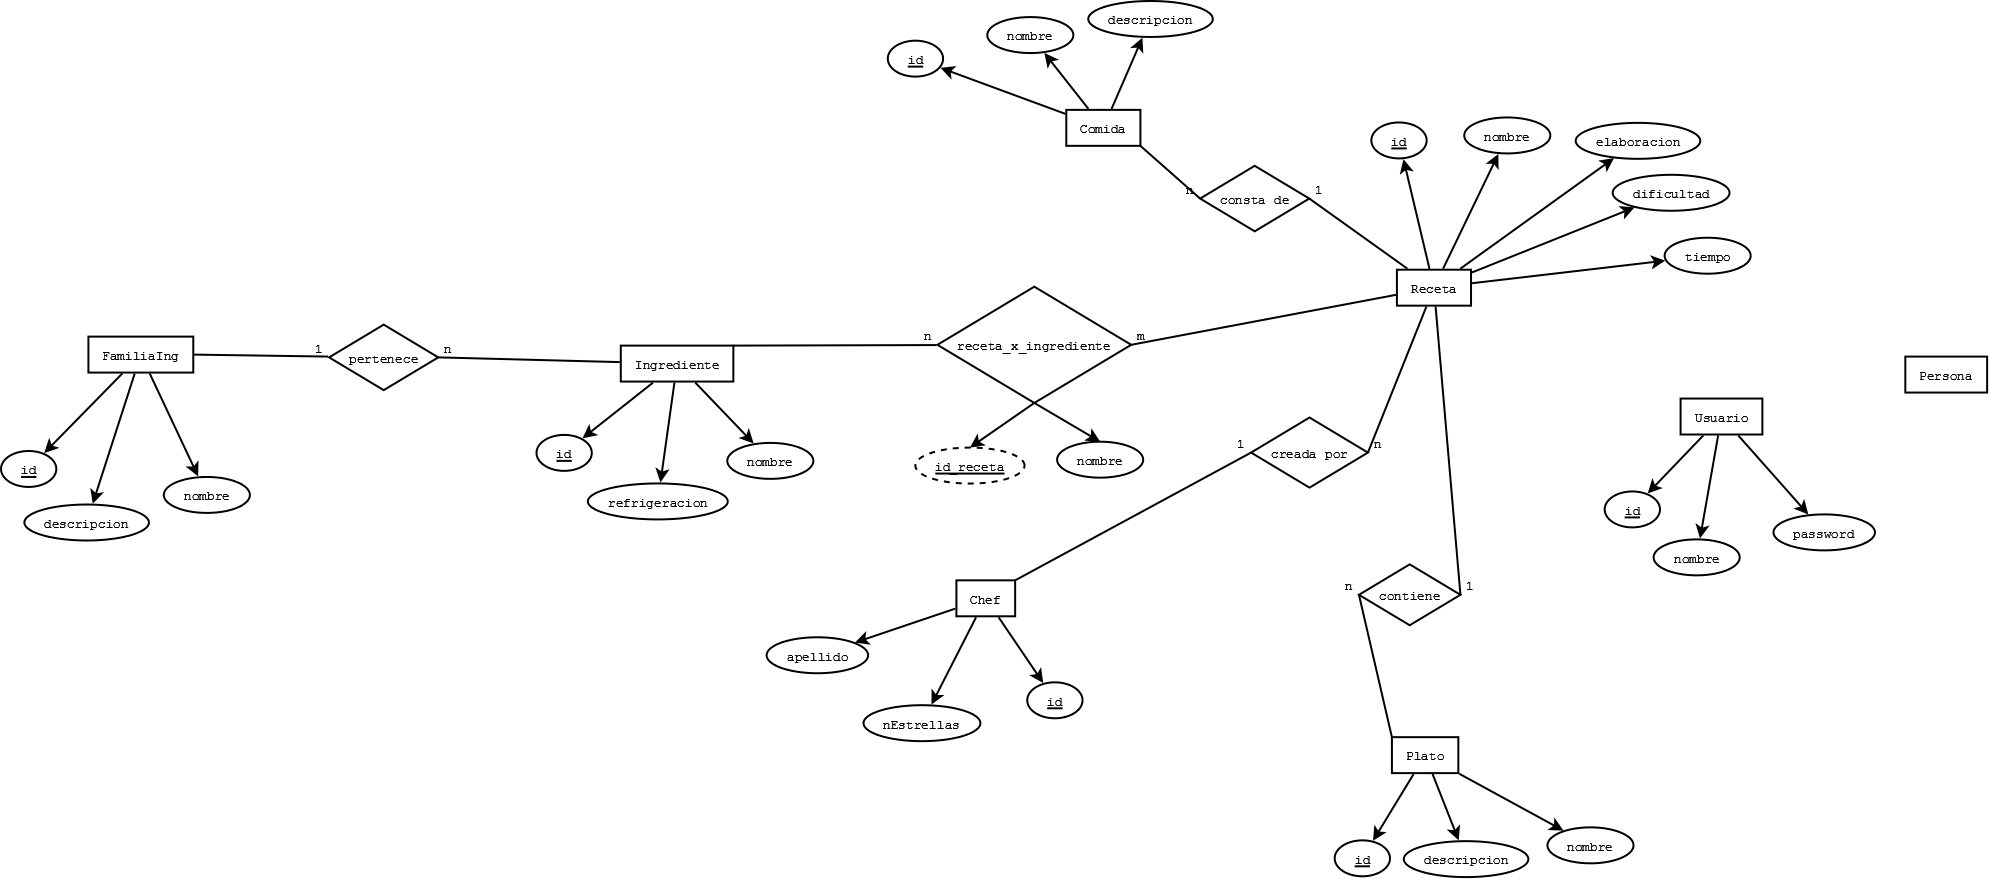 descripcion
nombre
id
Comida
id
nombre
elaboracion
dificultad
tiempo
n
consta de
1
Receta
FamiliaIng
1
pertenece
n
Ingrediente
n
receta_x_ingrediente
m
Persona
Usuario
id
descripcion
nombre
id
refrigeracion
nombre
id_receta
nombre
1
creada por
n
id
nombre
password
Chef
apellido
nEstrellas
id
n
contiene
1
Plato
id
descripcion
nombre